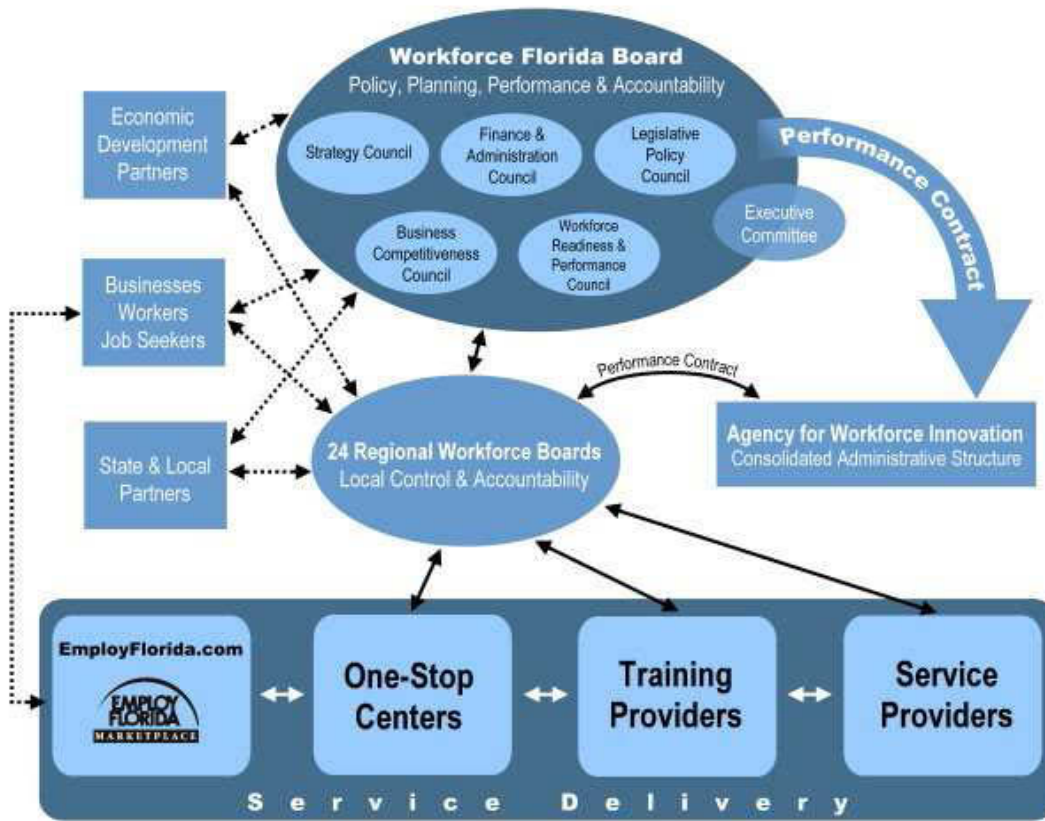 Workforce Florida Board
Policy, Planning, Performance & Accountability
Strategy Council
Finance &
Administration
Council
Legislative
Policy
Council
Business
Competitiveness
Council
Workforce
Readiness &
Performance
Council
Executive
Committee
Performance Contract
Economic
Development
Partners
Businesses
Workers
Job Seekers
State & Local
Partners
24 Regional Workforce Boards
Local Control & Accountability
Performance Contract
Agency for Workforce Innovation
Consolidated Administrative Structure
EmployFlorida.com
EMPLOY
FLORIDA
MARKETPLACE
One-Stop
Centers
Training
Providers
Service
Providers
Service Delivery